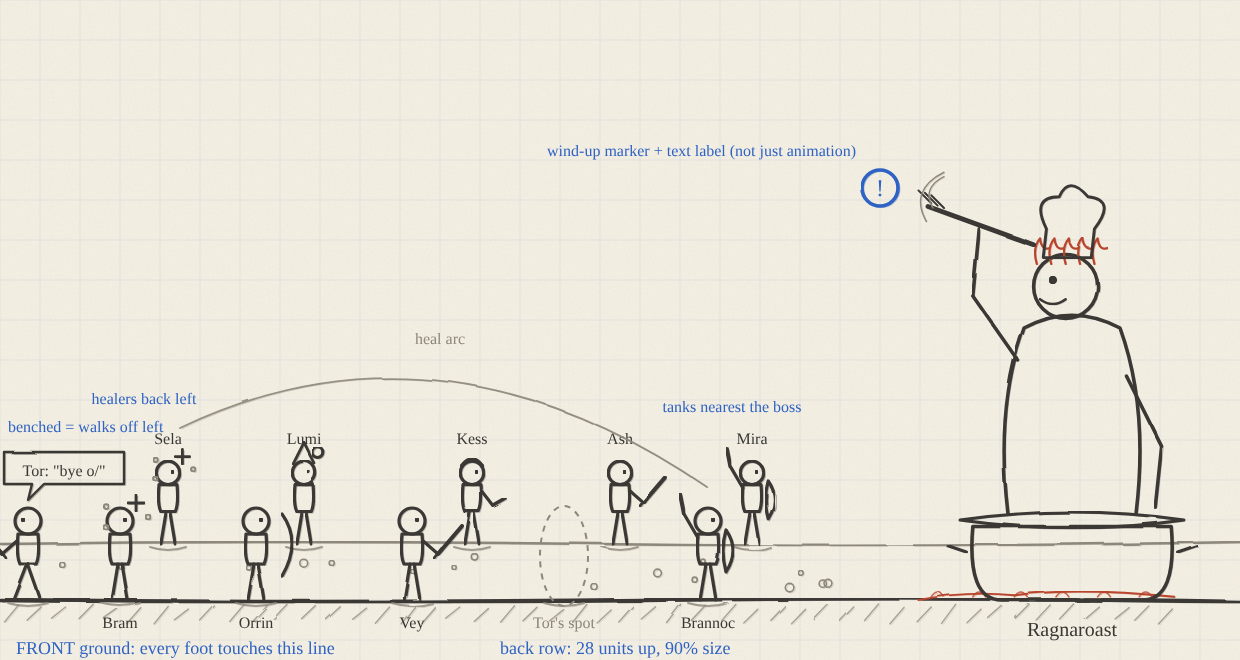 wind-up marker + text label (not just animation)
!
heal arc
healers back left
tanks nearest the boss
benched = walks off left
Sela
Lumi
Kess
Ash
Mira
Tor: "bye o/"
Bram
Orrin
Vey
Tor's spot
Brannoc
Ragnaroast
FRONT ground: every foot touches this line
back row: 28 units up, 90% size